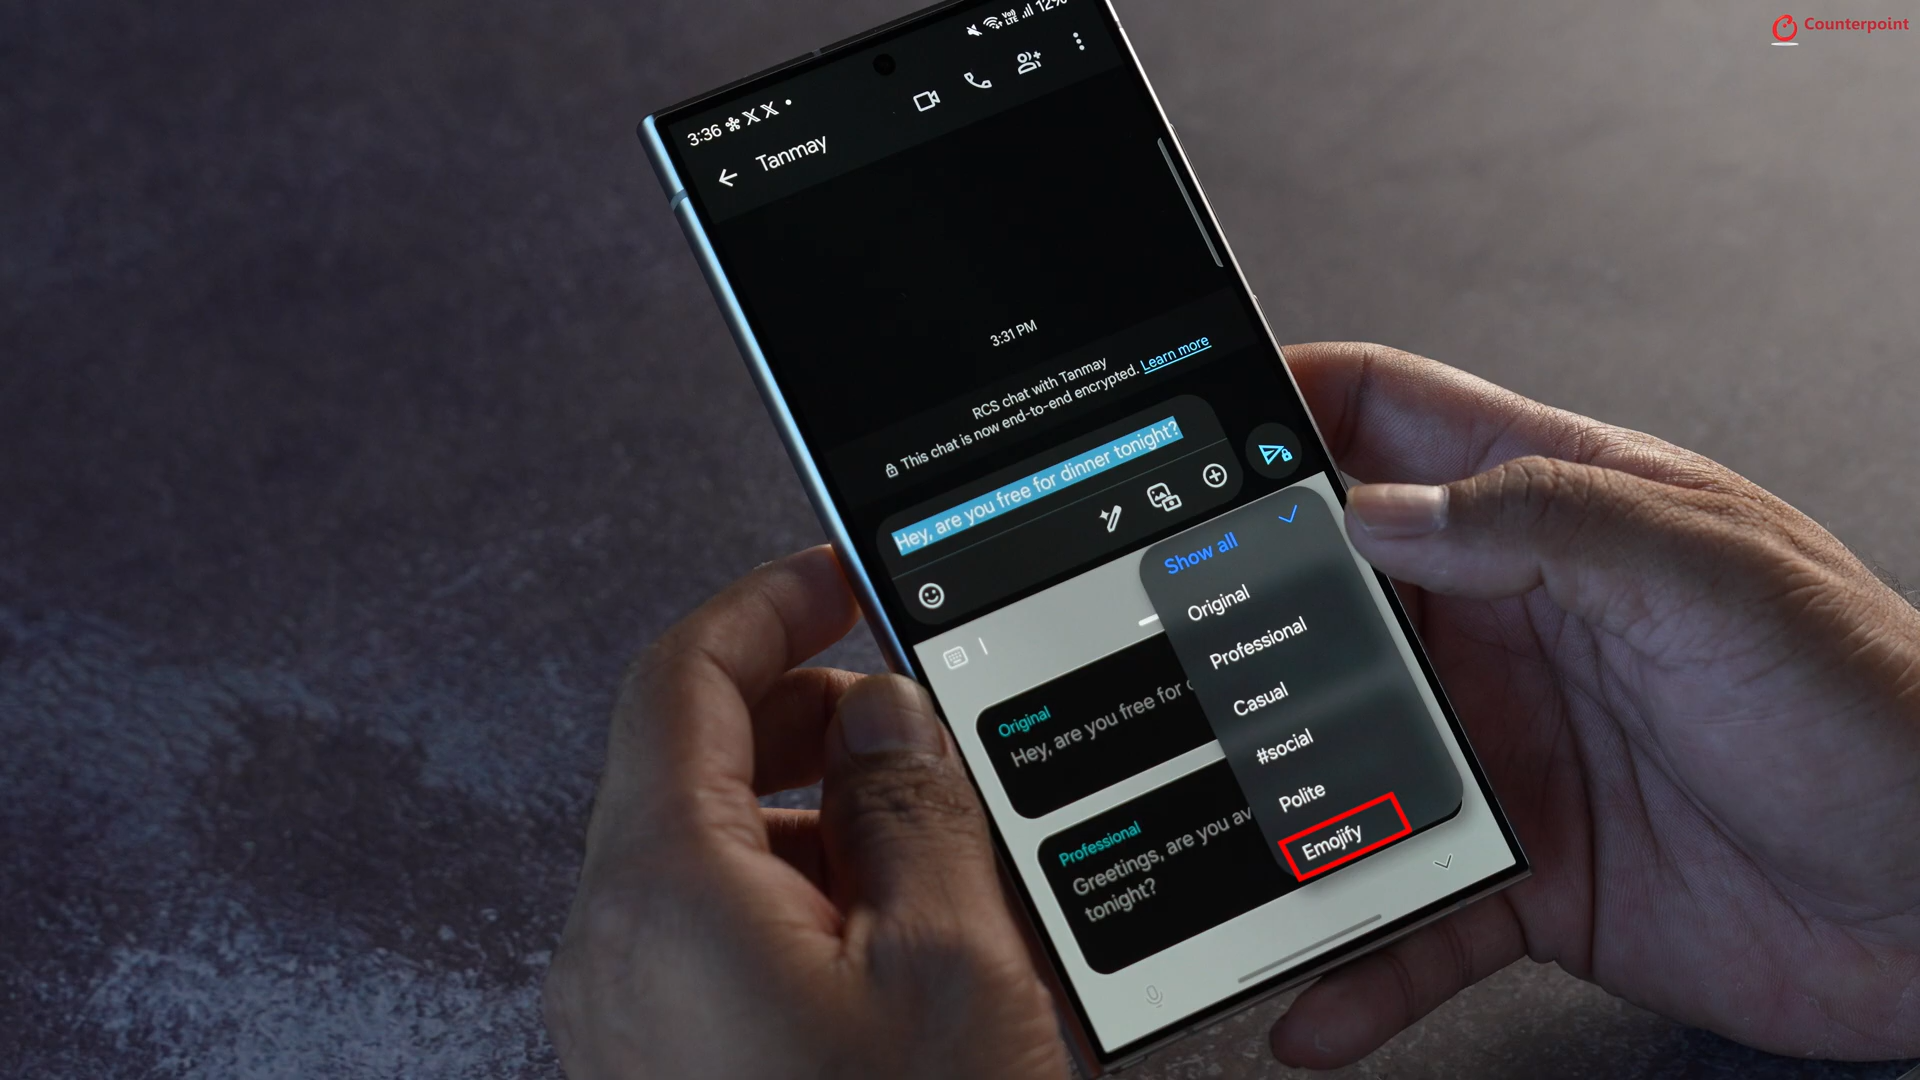 Counterpoint
3:36
VoLTE 12%
Tanmay
3:31 PM
RCS chat with Tanmay
This chat is now end-to-end encrypted. Learn more
Hey, are you free for dinner tonight?
Show all
Original
Professional
Casual
#social
Polite
Emojify
Original
Hey, are you free for
Professional
Greetings, are you av
tonight?